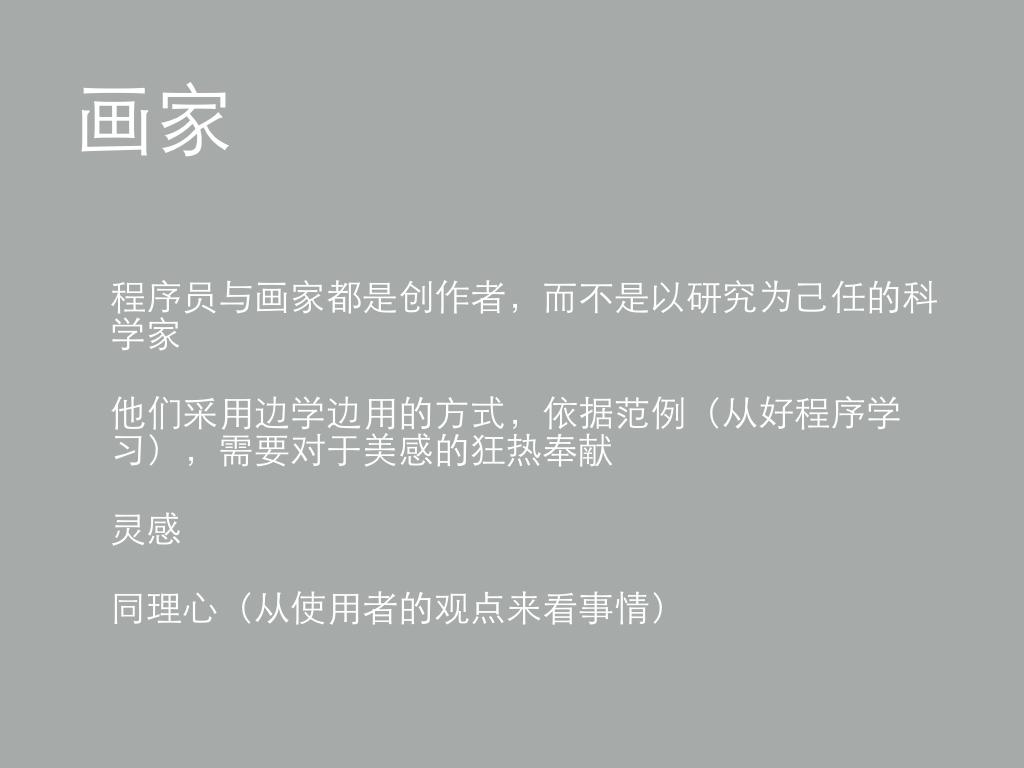 画家
程序员与画家都是创作者，而不是以研究为己任的科
学家
他们采用边学边用的方式，依据范例（从好程序学
习），需要对于美感的狂热奉献
灵感
同理心（从使用者的观点来看事情）